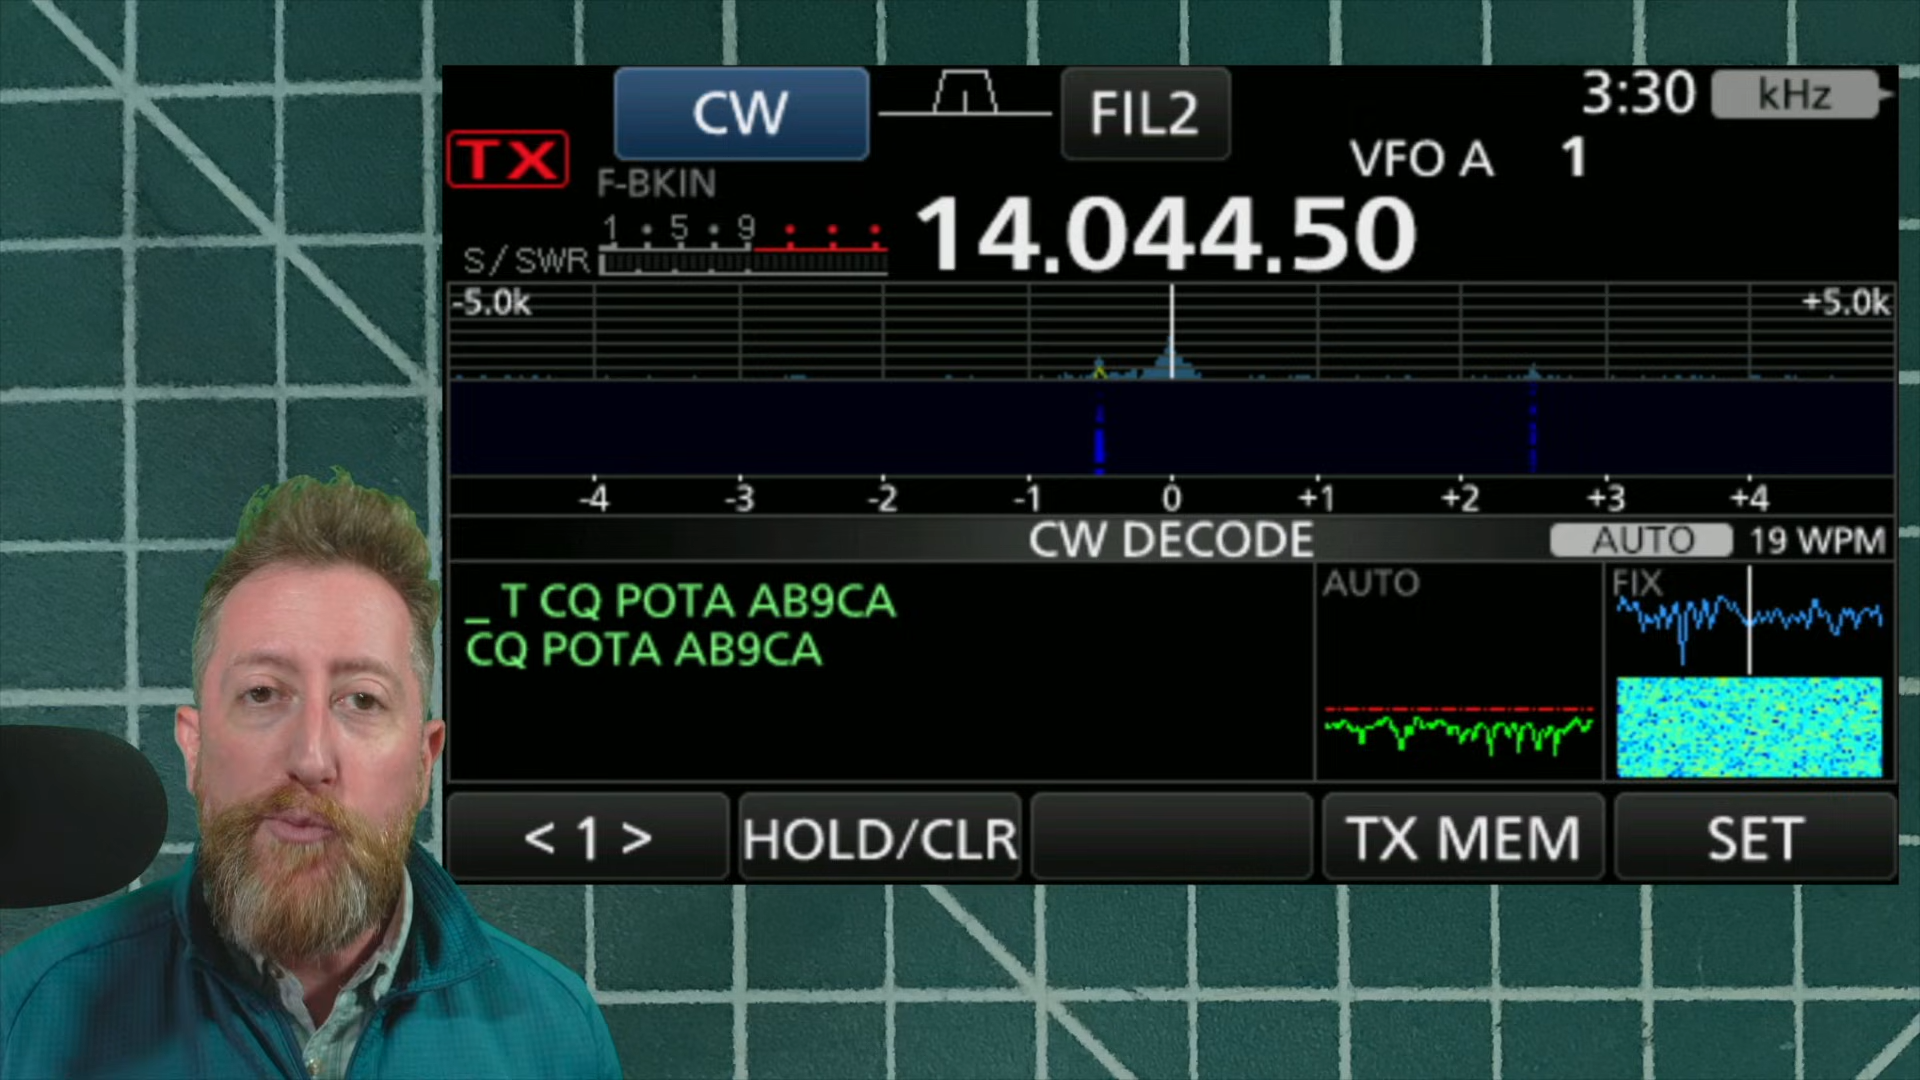 CW
FIL2
3:30
kHz
TX
F-BKIN
VFO A 1
1 • 5 • 9
S/SWR
14.044.50
-5.0k
+5.0k
-4 -3 -2 -1 0 +1 +2 +3 +4
CW DECODE
AUTO
19 WPM
_ T CQ POTA AB9CA
CQ POTA AB9CA
AUTO
FIX
< 1 >
HOLD/CLR
TX MEM
SET